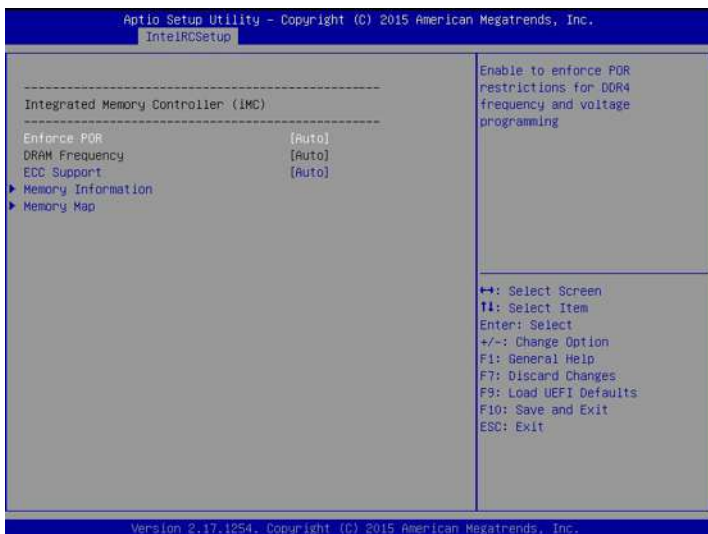 Aptio Setup Utility – Copyright (C) 2015 American Megatrends, Inc.
IntelRCSetup
------------------------------------------------
Integrated Memory Controller (iMC)
------------------------------------------------
Enforce POR [Auto]
DRAM Frequency [Auto]
ECC Support [Auto]
Memory Information
Memory Map
Enable to enforce POR
restrictions for DDR4
frequency and voltage
programming
↔: Select Screen
↑↓: Select Item
Enter: Select
+/-: Change Option
F1: General Help
F7: Discard Changes
F9: Load UEFI Defaults
F10: Save and Exit
ESC: Exit
Version 2.17.1254. Copyright (C) 2015 American Megatrends, Inc.